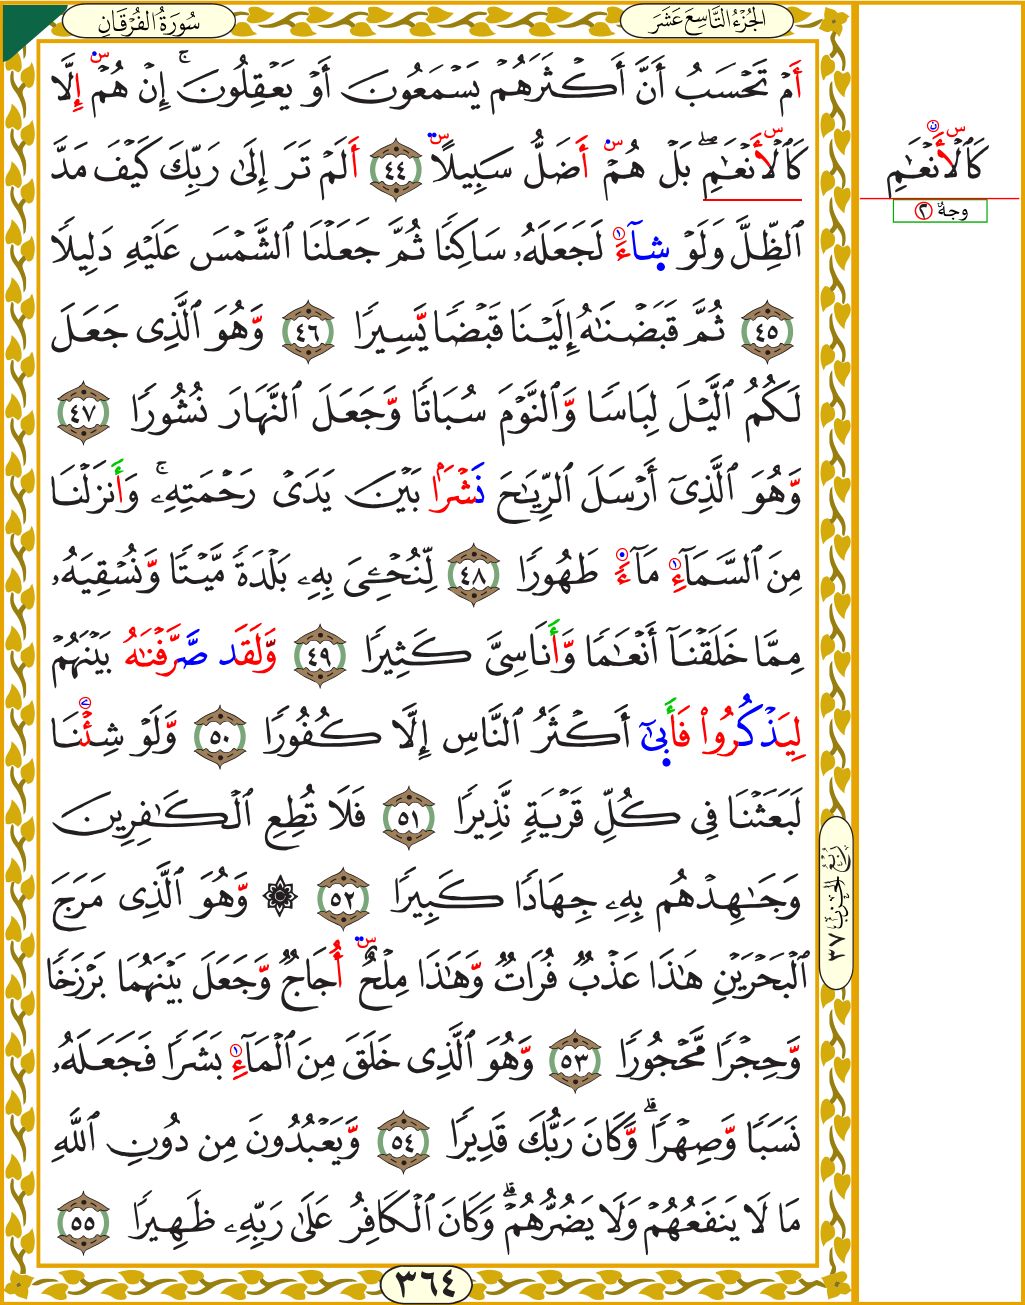 سُورَةُ الفُرْقَانِ
الجُزْءُ التَّاسِعَ عَشَرَ
أَمْ تَحْسَبُ أَنَّ أَكْثَرَهُمْ يَسْمَعُونَ أَوْ يَعْقِلُونَ ۚ إِنْ هُمْ إِلَّا
كَالْأَنْعَٰمِ ۖ بَلْ هُمْ أَضَلُّ سَبِيلًا ٤٤ أَلَمْ تَرَ إِلَىٰ رَبِّكَ كَيْفَ مَدَّ
ٱلظِّلَّ وَلَوْ شَآءَ لَجَعَلَهُۥ سَاكِنًا ثُمَّ جَعَلْنَا ٱلشَّمْسَ عَلَيْهِ دَلِيلًا
٤٥ ثُمَّ قَبَضْنَٰهُ إِلَيْنَا قَبْضًا يَّسِيرًا ٤٦ وَّهُوَ ٱلَّذِى جَعَلَ
لَكُمُ ٱلَّيْلَ لِبَاسًا وَّٱلنَّوْمَ سُبَاتًا وَّجَعَلَ ٱلنَّهَارَ نُشُورًا ٤٧
وَّهُوَ ٱلَّذِىٓ أَرْسَلَ ٱلرِّيَٰحَ نَشْرًۢا بَيْنَ يَدَىْ رَحْمَتِهِۦ ۚ وَأَنزَلْنَا
مِنَ ٱلسَّمَآءِ مَآءً طَهُورًا ٤٨ لِّنُحْـِۧىَ بِهِۦ بَلْدَةً مَّيْتًا وَّنُسْقِيَهُۥ
مِمَّا خَلَقْنَآ أَنْعَٰمًا وَّأَنَاسِىَّ كَثِيرًا ٤٩ وَّلَقَد صَّرَّفْنَٰهُ بَيْنَهُمْ
لِيَذْكُرُوا۟ فَأَبَىٰٓ أَكْثَرُ ٱلنَّاسِ إِلَّا كُفُورًا ٥٠ وَّلَوْ شِئْنَا
لَبَعَثْنَا فِى كُلِّ قَرْيَةٍ نَّذِيرًا ٥١ فَلَا تُطِعِ ٱلْكَٰفِرِينَ
وَجَٰهِدْهُم بِهِۦ جِهَادًا كَبِيرًا ٥٢ ۞ وَّهُوَ ٱلَّذِى مَرَجَ
ٱلْبَحْرَيْنِ هَٰذَا عَذْبٌ فُرَاتٌ وَّهَٰذَا مِلْحٌ أُجَاجٌ وَّجَعَلَ بَيْنَهُمَا بَرْزَخًا
وَّحِجْرًا مَّحْجُورًا ٥٣ وَّهُوَ ٱلَّذِى خَلَقَ مِنَ ٱلْمَآءِ بَشَرًا فَجَعَلَهُۥ
نَسَبًا وَّصِهْرًا ۗ وَّكَانَ رَبُّكَ قَدِيرًا ٥٤ وَّيَعْبُدُونَ مِن دُونِ ٱللَّهِ
مَا لَا يَنفَعُهُمْ وَلَا يَضُرُّهُمْ ۗ وَكَانَ ٱلْكَافِرُ عَلَىٰ رَبِّهِۦ ظَهِيرًا ٥٥
٣٦٤
كَالْأَنْعَٰمِ
وجهٌ ٢
رُبْعُ الحِزْبِ ٣٧